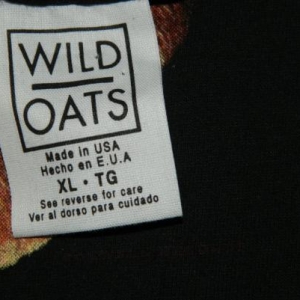 WILD
OATS
Made in USA
Hecho en E.U.A
XL • TG
See reverse for care
Ver al dorso para cuidado